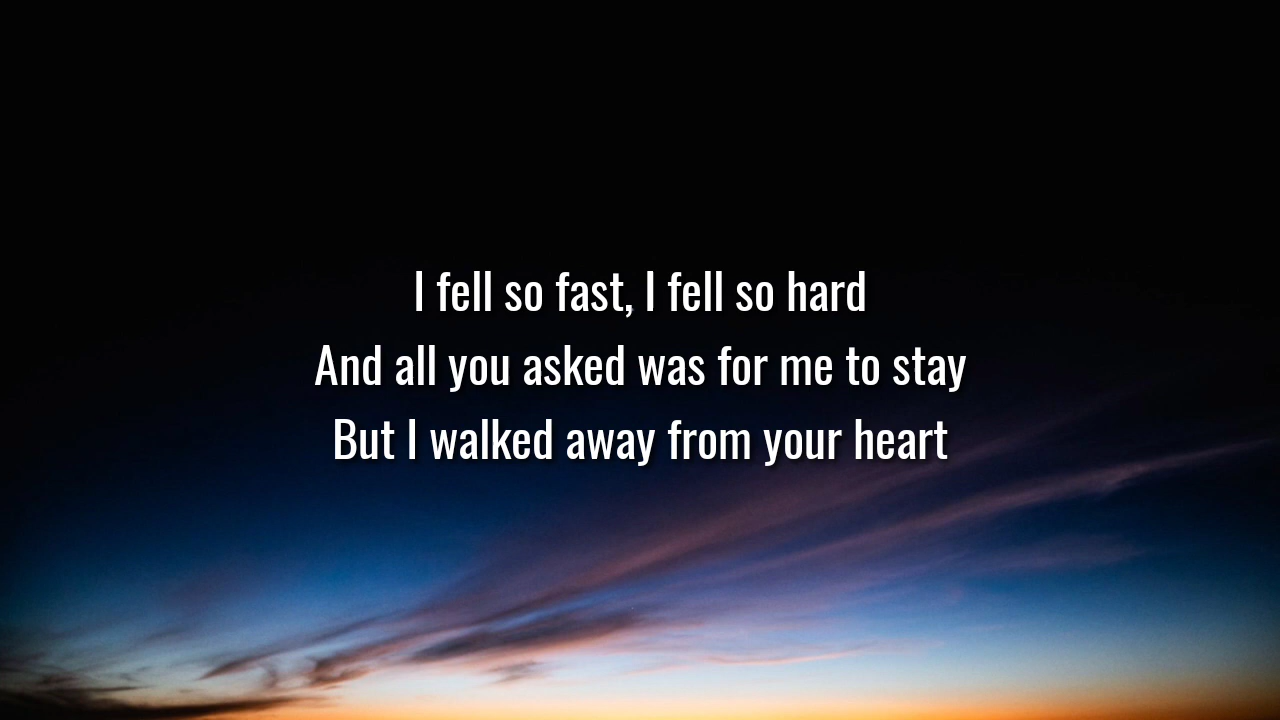 I fell so fast, I fell so hard
And all you asked was for me to stay
But I walked away from your heart